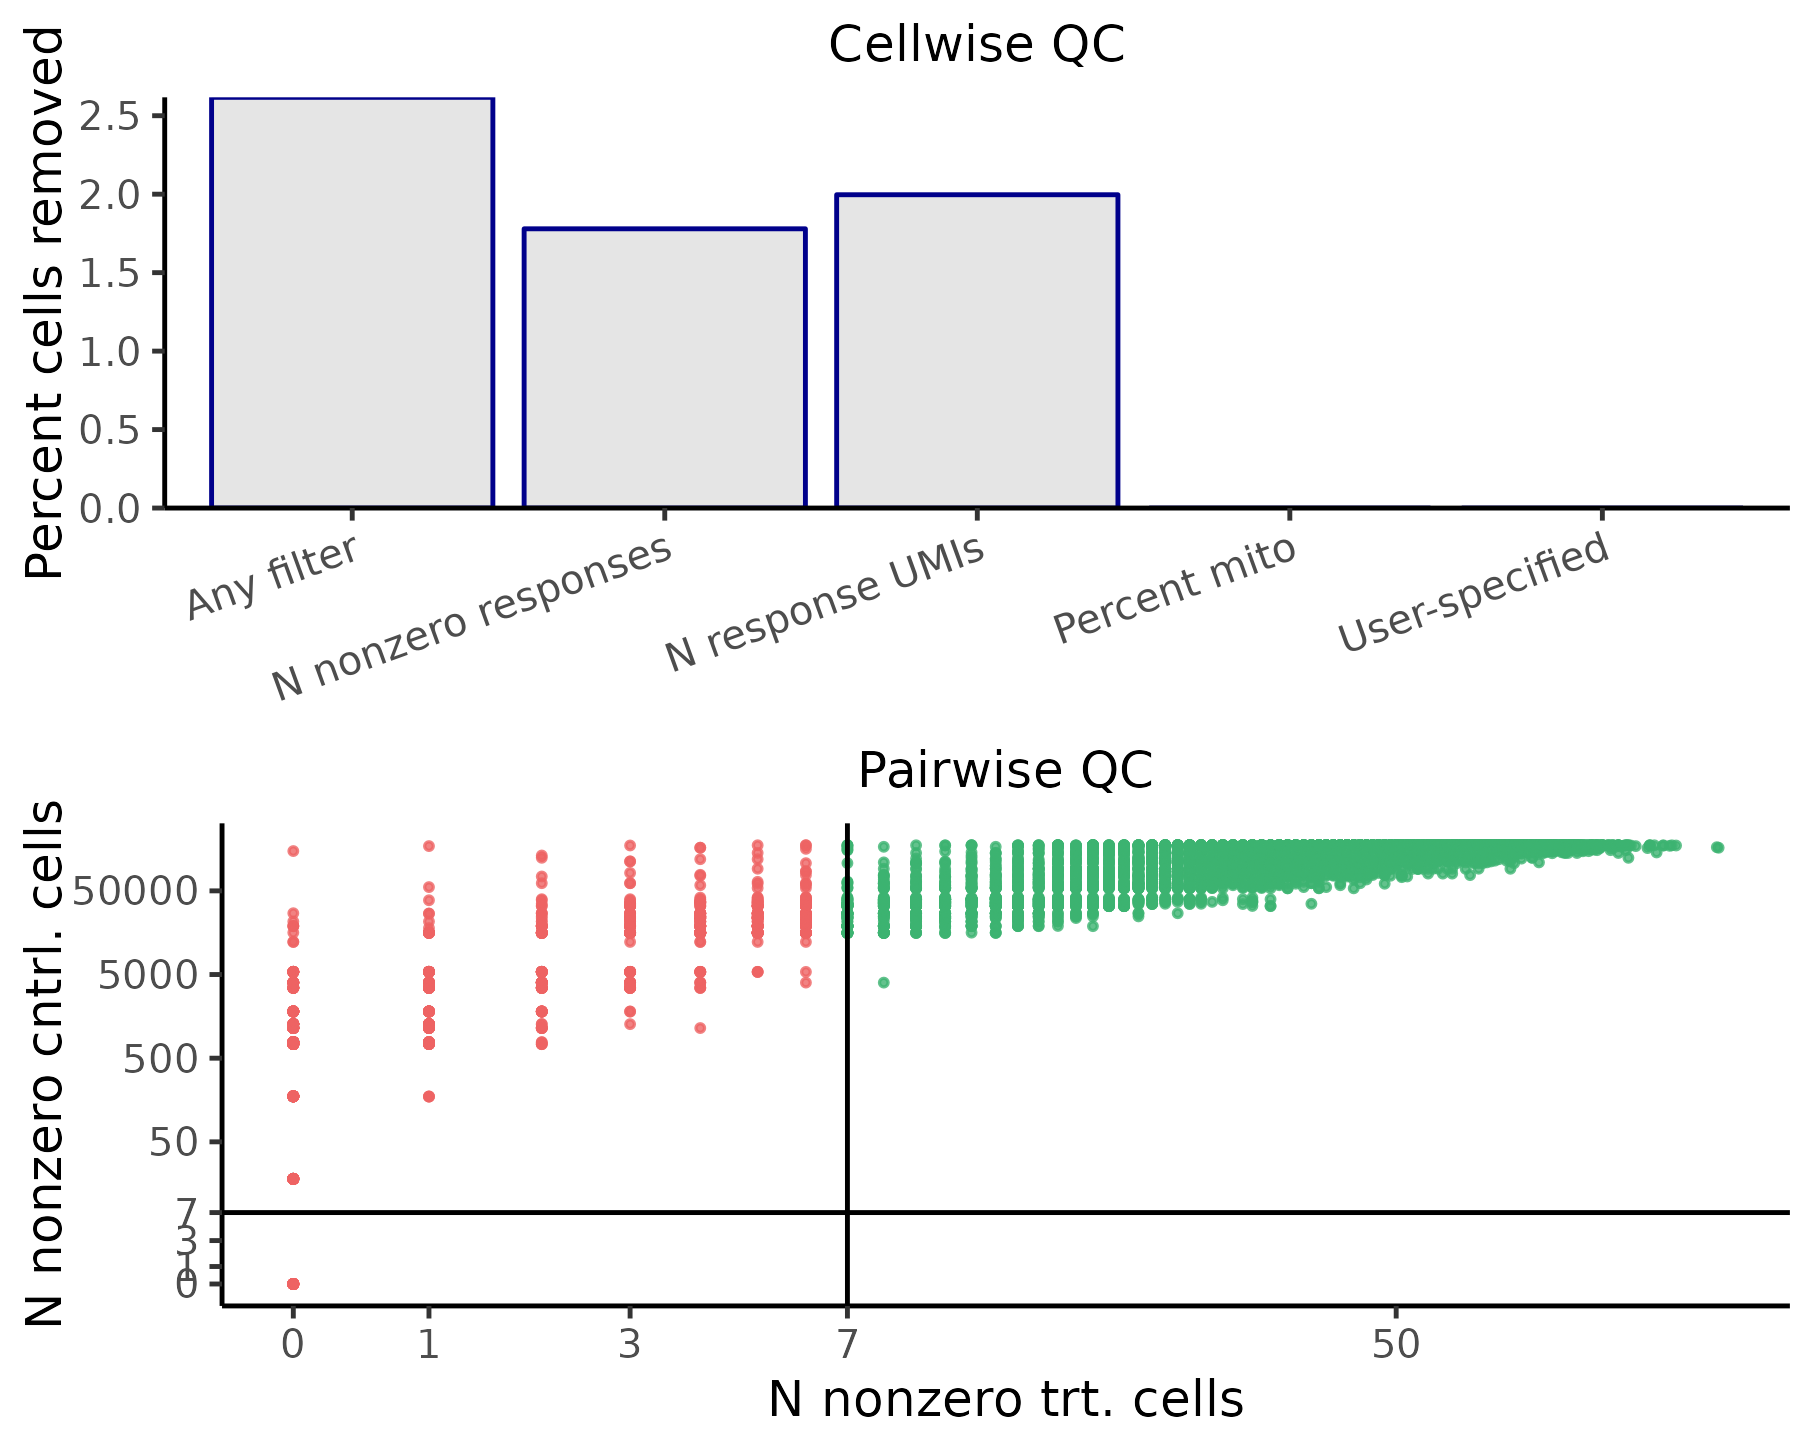 Cellwise QC
Percent cells removed
2.5
2.0
1.5
1.0
0.5
0.0
Any filter
N nonzero responses
N response UMIs
Percent mito
User-specified
Pairwise QC
N nonzero cntrl. cells
50000
5000
500
50
7
3
1
0
0 1 3 7 50
N nonzero trt. cells